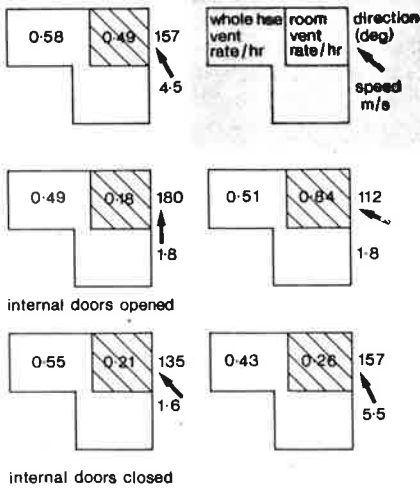 0·58 0·49 157
4·5
whole hse vent rate/hr
room vent rate/hr
direction (deg)
speed m/s
0·49 0·18 180
1·8
0·51 0·84 112
1·8
internal doors opened
0·55 0·21 135
1·6
0·43 0·26 157
5·5
internal doors closed